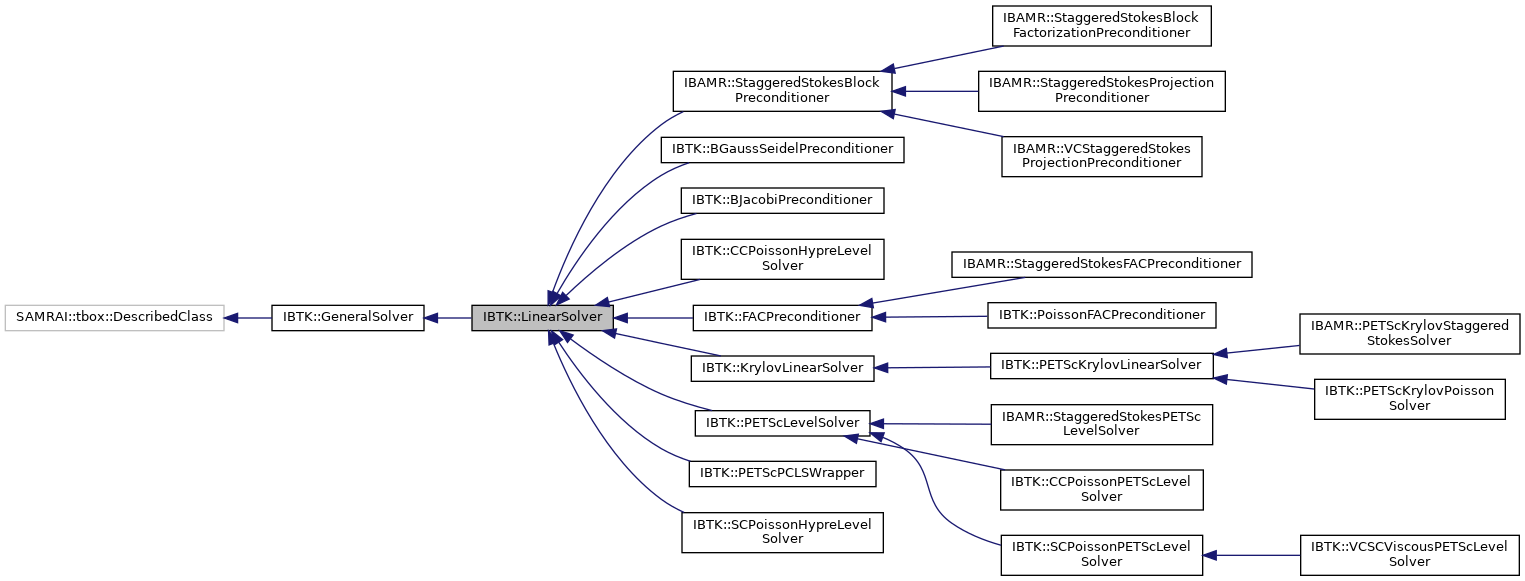 SAMRAI::tbox::DescribedClass
IBTK::GeneralSolver
IBTK::LinearSolver
IBAMR::StaggeredStokesBlock
Preconditioner
IBTK::BGaussSeidelPreconditioner
IBTK::BJacobiPreconditioner
IBTK::CCPoissonHypreLevel
Solver
IBTK::FACPreconditioner
IBTK::KrylovLinearSolver
IBTK::PETScLevelSolver
IBTK::PETScPCLSWrapper
IBTK::SCPoissonHypreLevel
Solver
IBAMR::StaggeredStokesBlock
FactorizationPreconditioner
IBAMR::StaggeredStokesProjection
Preconditioner
IBAMR::VCStaggeredStokes
ProjectionPreconditioner
IBAMR::StaggeredStokesFACPreconditioner
IBTK::PoissonFACPreconditioner
IBTK::PETScKrylovLinearSolver
IBAMR::StaggeredStokesPETSc
LevelSolver
IBTK::CCPoissonPETScLevel
Solver
IBTK::SCPoissonPETScLevel
Solver
IBAMR::PETScKrylovStaggered
StokesSolver
IBTK::PETScKrylovPoisson
Solver
IBTK::VCSCViscousPETScLevel
Solver